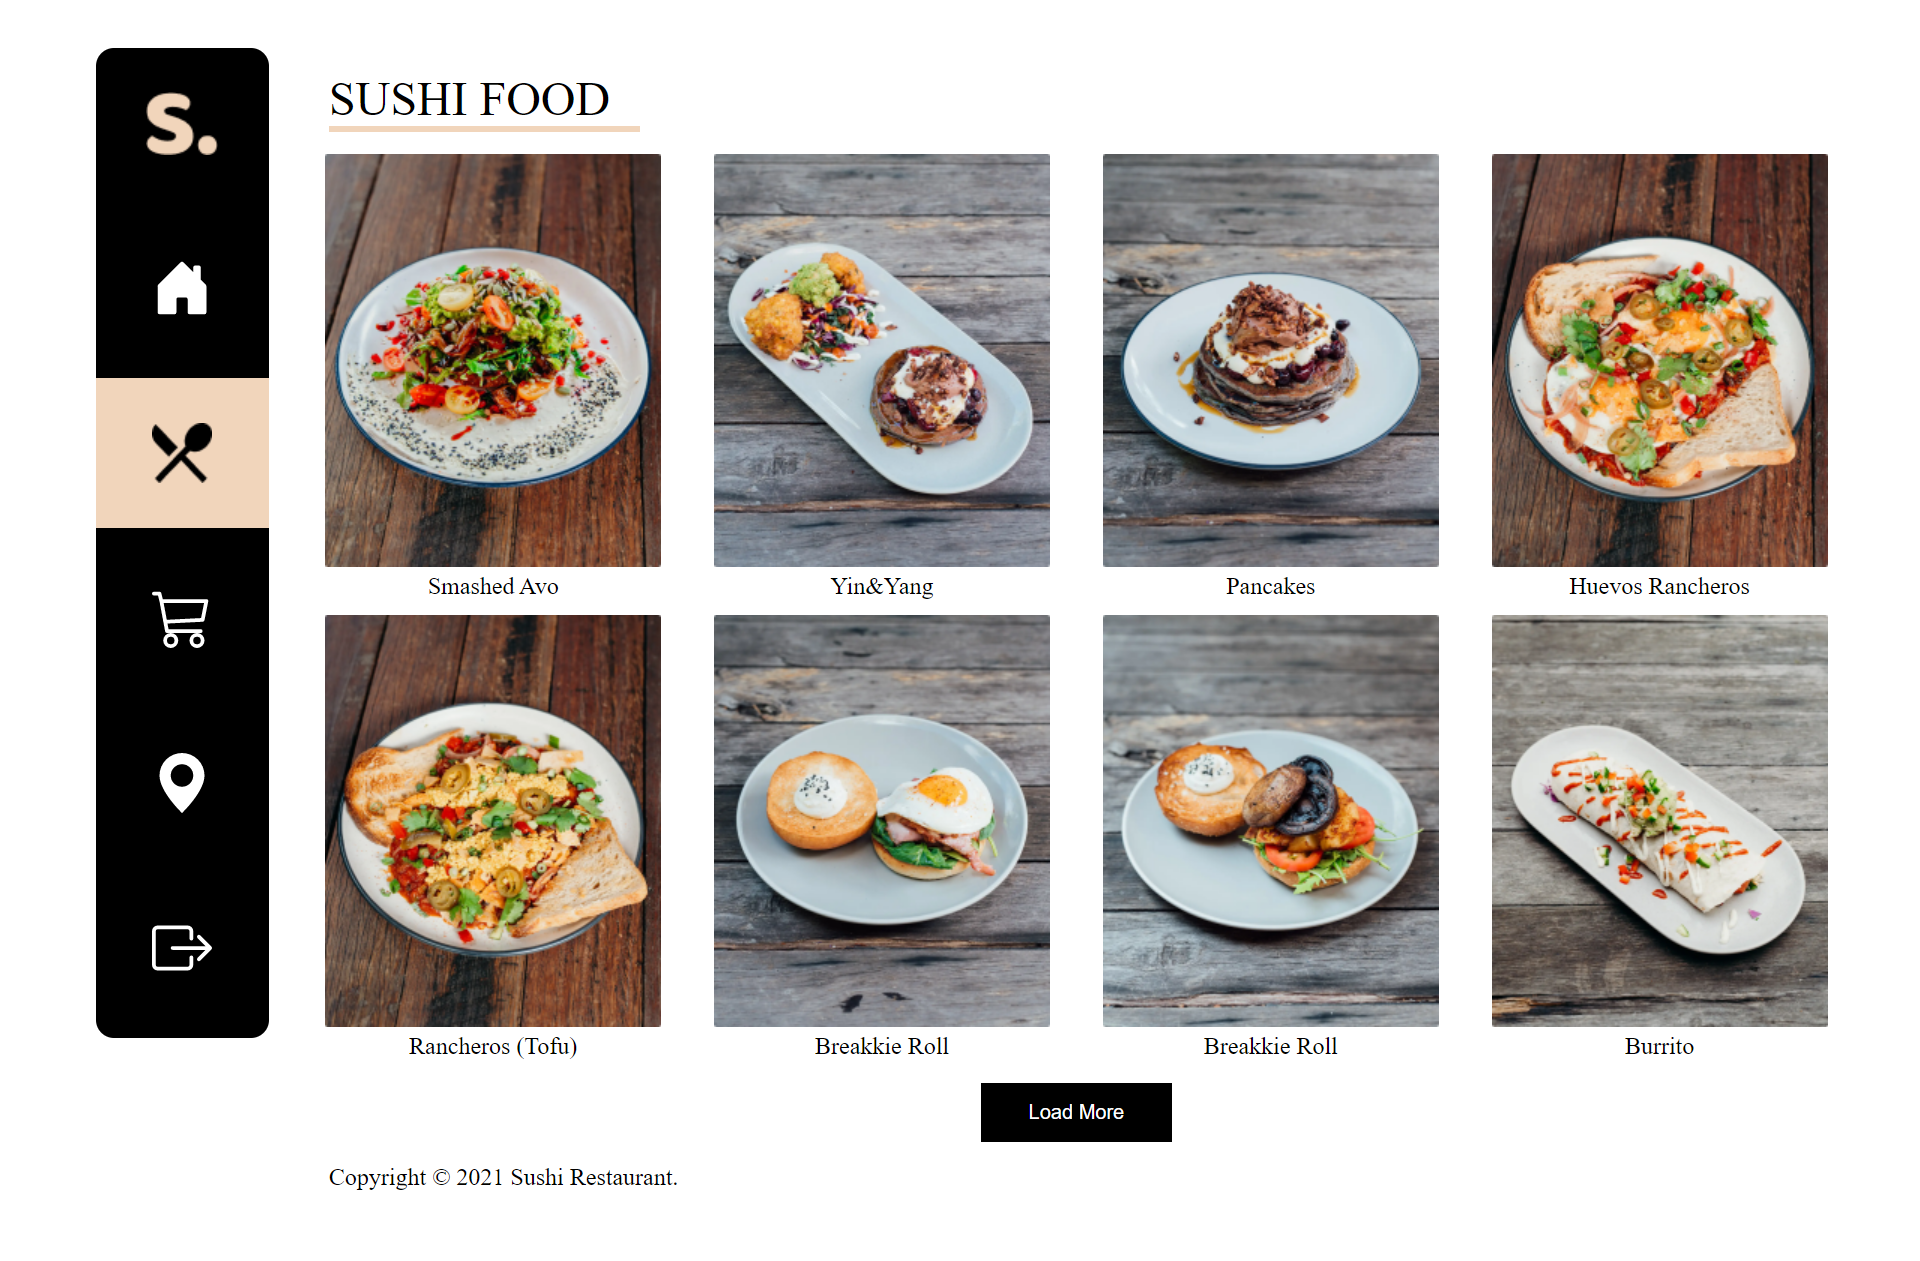 S.
SUSHI FOOD
Smashed Avo
Yin&Yang
Pancakes
Huevos Rancheros
Rancheros (Tofu)
Breakkie Roll
Breakkie Roll
Burrito
Load More
Copyright © 2021 Sushi Restaurant.